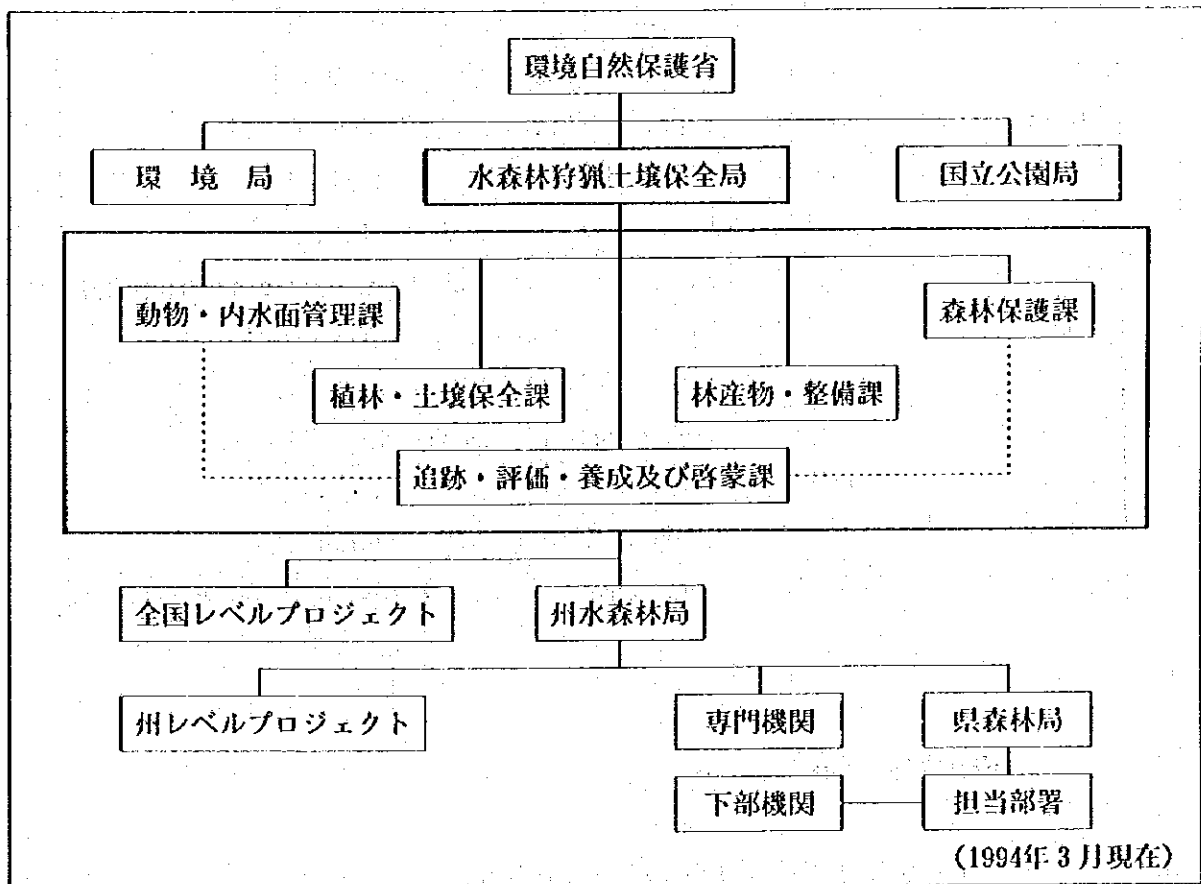 環境自然保護省
環境局
水森林狩猟土壌保全局
国立公園局
動物・内水面管理課
森林保護課
植林・土壌保全課
林産物・整備課
追跡・評価・養成及び啓蒙課
全国レベルプロジェクト
州水森林局
州レベルプロジェクト
専門機関
県森林局
下部機関
担当部署
(1994年3月現在)